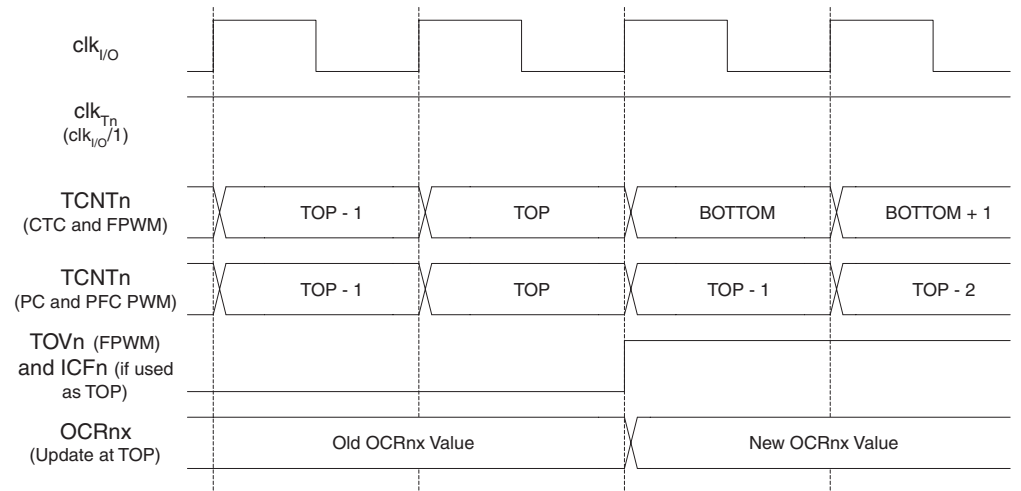 clkI/O
clkTn
(clkI/O/1)
TCNTn
(CTC and FPWM)
TOP - 1 TOP BOTTOM BOTTOM + 1
TCNTn
(PC and PFC PWM)
TOP - 1 TOP TOP - 1 TOP - 2
TOVn (FPWM)
and ICFn (if used
as TOP)
OCRnx
(Update at TOP)
Old OCRnx Value New OCRnx Value